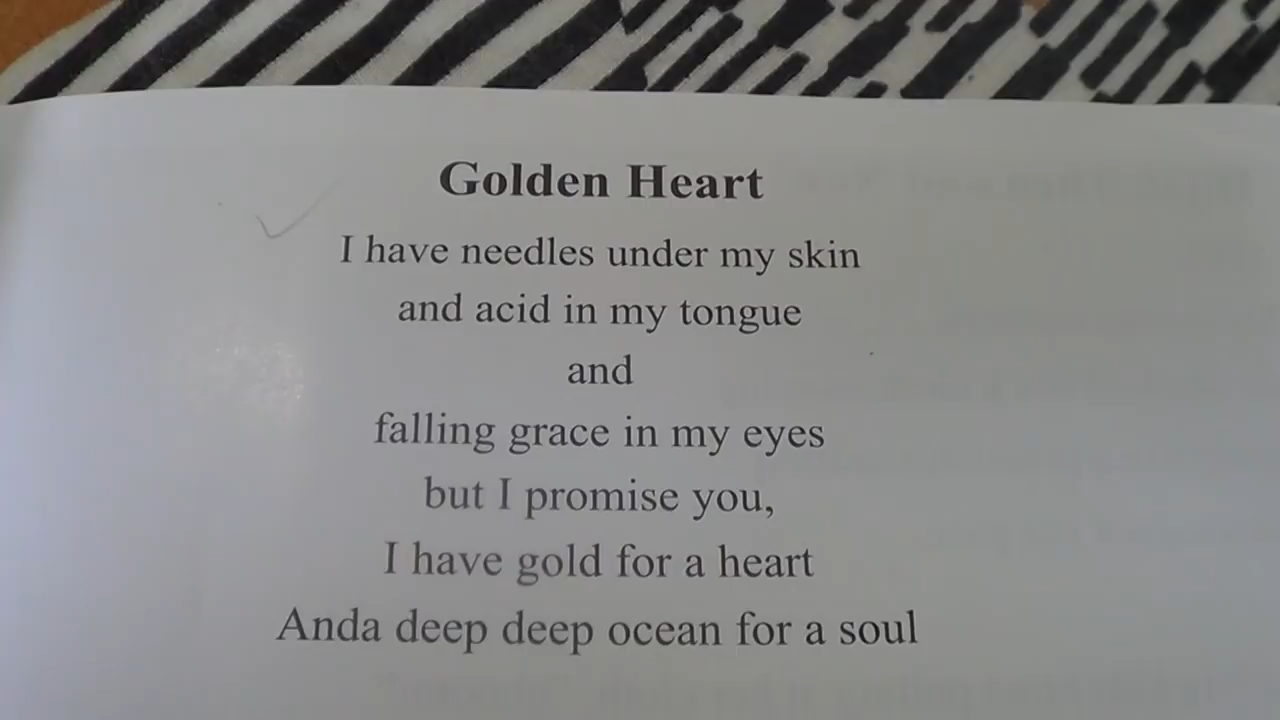 Golden Heart
I have needles under my skin
and acid in my tongue
and
falling grace in my eyes
but I promise you,
I have gold for a heart
Anda deep deep ocean for a soul